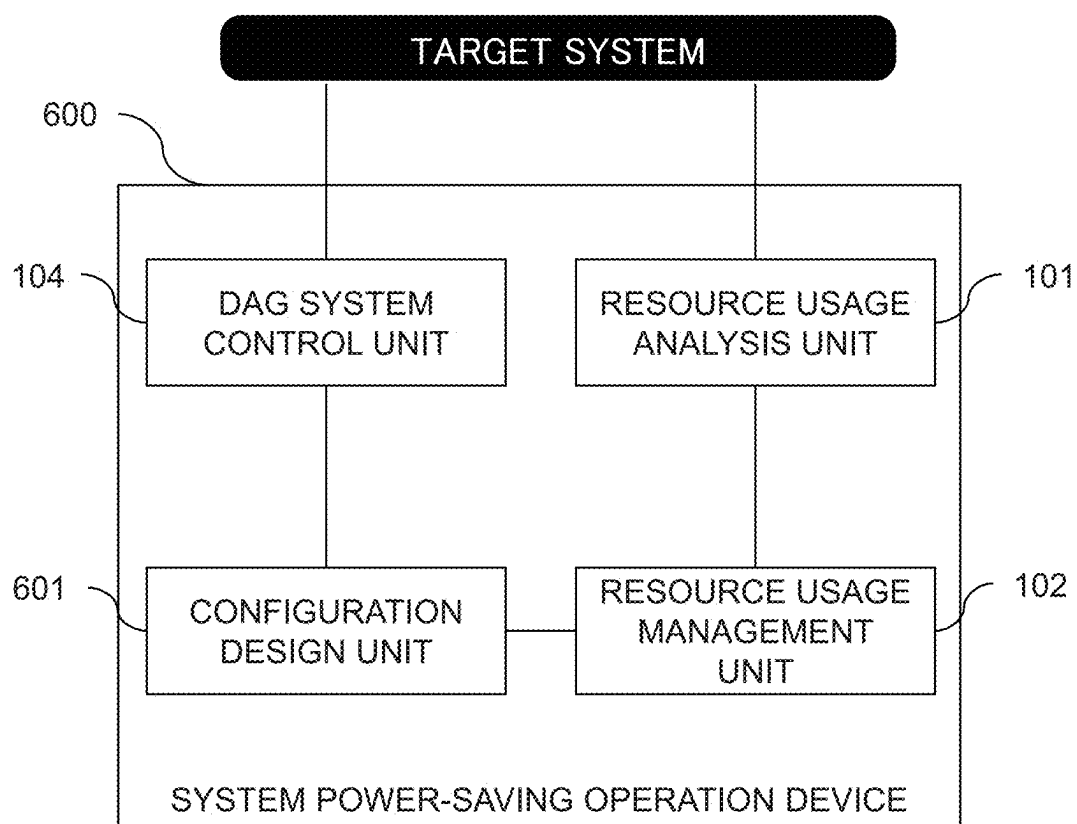 TARGET SYSTEM
600
104
DAG SYSTEM
CONTROL UNIT
RESOURCE USAGE
ANALYSIS UNIT
101
601
CONFIGURATION
DESIGN UNIT
RESOURCE USAGE
MANAGEMENT
UNIT
102
SYSTEM POWER-SAVING OPERATION DEVICE